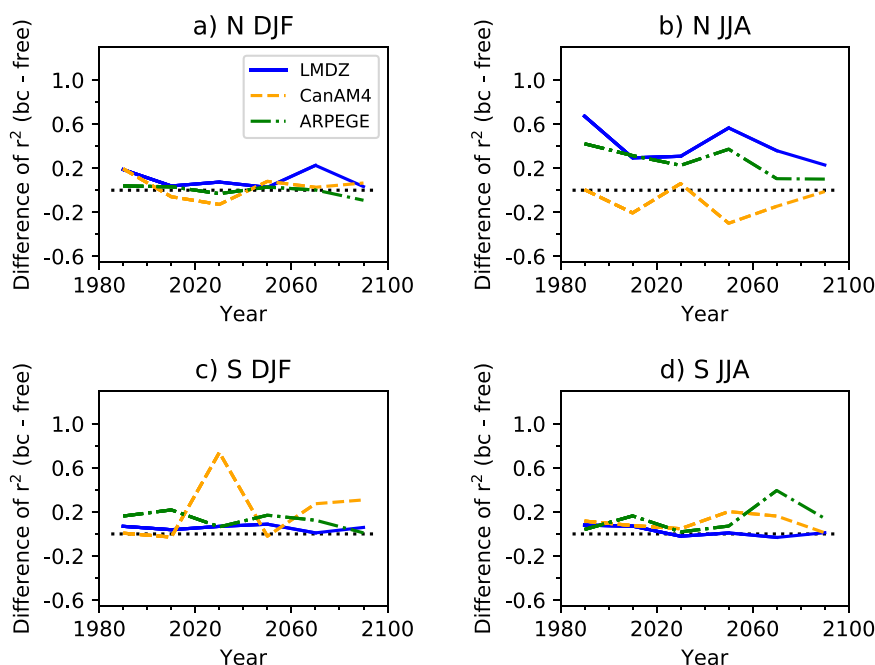 a) N DJF
Difference of r² (bc - free)
1.0
0.6
0.2
-0.2
-0.6
LMDZ
CanAM4
ARPEGE
1980 2020 2060 2100
Year
b) N JJA
Difference of r² (bc - free)
1.0
0.6
0.2
-0.2
-0.6
1980 2020 2060 2100
Year
c) S DJF
Difference of r² (bc - free)
1.0
0.6
0.2
-0.2
-0.6
1980 2020 2060 2100
Year
d) S JJA
Difference of r² (bc - free)
1.0
0.6
0.2
-0.2
-0.6
1980 2020 2060 2100
Year